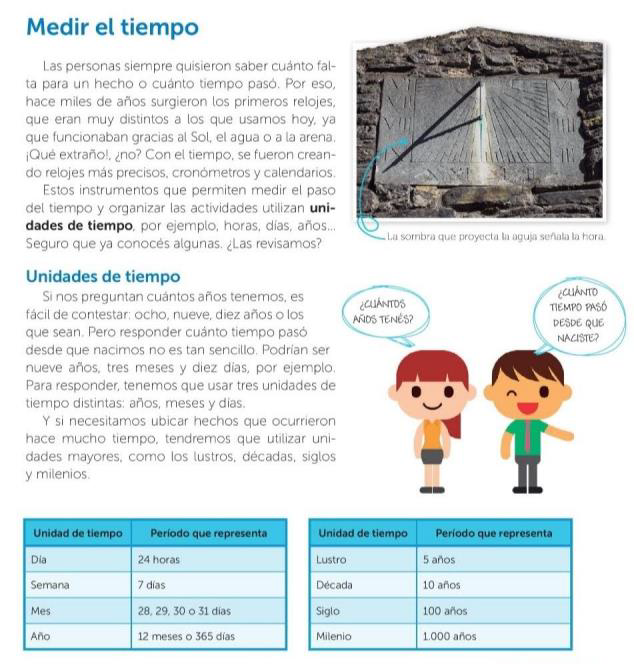 Medir el tiempo
Las personas siempre quisieron saber cuánto fal-
ta para un hecho o cuánto tiempo pasó. Por eso,
hace miles de años surgieron los primeros relojes,
que eran muy distintos a los que usamos hoy, ya
que funcionaban gracias al Sol, el agua o a la arena.
¡Qué extraño!, ¿no? Con el tiempo, se fueron crean-
do relojes más precisos, cronómetros y calendarios.
Estos instrumentos que permiten medir el paso
del tiempo y organizar las actividades utilizan uni-
dades de tiempo, por ejemplo, horas, días, años...
Seguro que ya conocés algunas. ¿Las revisamos?
La sombra que proyecta la aguja señala la hora.
Unidades de tiempo
Si nos preguntan cuántos años tenemos, es
fácil de contestar: ocho, nueve, diez años o los
que sean. Pero responder cuánto tiempo pasó
desde que nacimos no es tan sencillo. Podrían ser
nueve años, tres meses y diez días, por ejemplo.
Para responder, tenemos que usar tres unidades de
tiempo distintas: años, meses y días.
Y si necesitamos ubicar hechos que ocurrieron
hace mucho tiempo, tendremos que utilizar uni-
dades mayores, como los lustros, décadas, siglos
y milenios.
¿CUÁNTOS
AÑOS TENÉS?
¿CUÁNTO
TIEMPO PASÓ
DESDE QUE
NACISTE?
Unidad de tiempo Período que representa
Día 24 horas
Semana 7 días
Mes 28, 29, 30 o 31 días
Año 12 meses o 365 días
Unidad de tiempo Período que representa
Lustro 5 años
Década 10 años
Siglo 100 años
Milenio 1.000 años